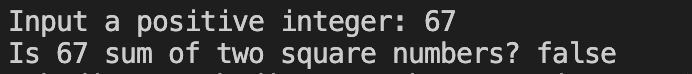 Input a positive integer: 67
Is 67 sum of two square numbers? false